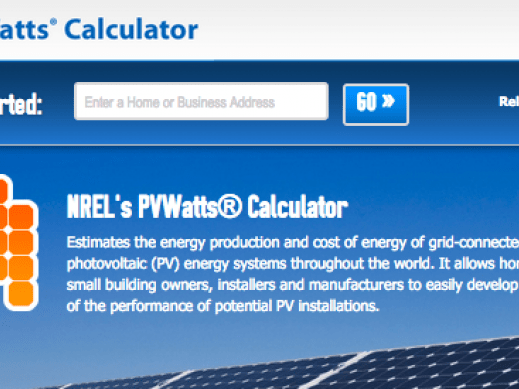 atts® Calculator
rted:
Enter a Home or Business Address
GO »
Rel
NREL's PVWatts® Calculator
Estimates the energy production and cost of energy of grid-connecte
photovoltaic (PV) energy systems throughout the world. It allows hor
small building owners, installers and manufacturers to easily develop
of the performance of potential PV installations.